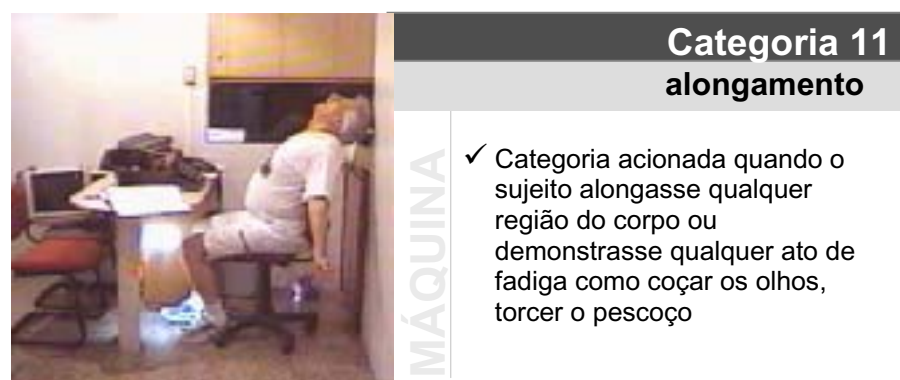 Categoria 11
alongamento
MÁQUINA
✓ Categoria acionada quando o
sujeito alongasse qualquer
região do corpo ou
demonstrasse qualquer ato de
fadiga como coçar os olhos,
torcer o pescoço